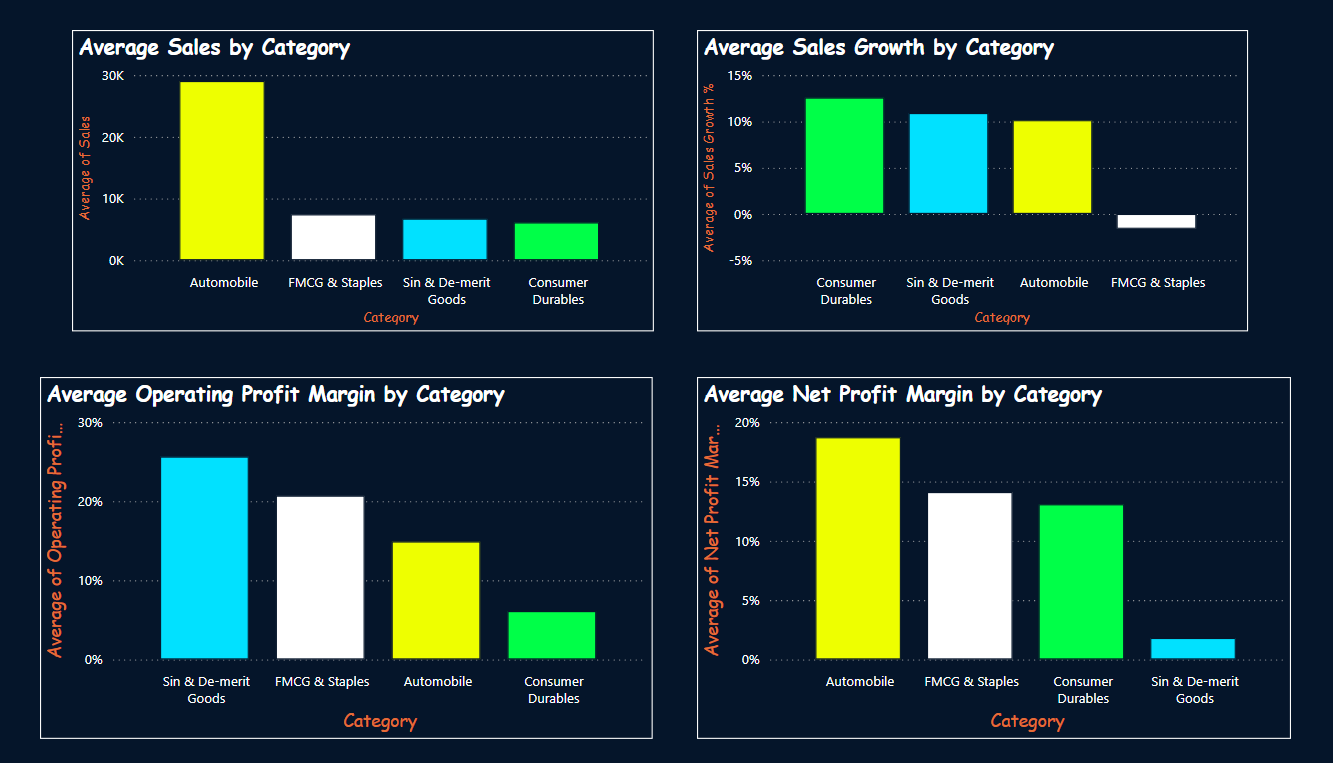 Average Sales by Category
Average of Sales
30K
20K
10K
0K
Automobile
FMCG & Staples
Sin & De-merit
Goods
Consumer
Durables
Category
Average Sales Growth by Category
Average of Sales Growth %
15%
10%
5%
0%
-5%
Consumer
Durables
Sin & De-merit
Goods
Automobile
FMCG & Staples
Category
Average Operating Profit Margin by Category
Average of Operating Profi...
30%
20%
10%
0%
Sin & De-merit
Goods
FMCG & Staples
Automobile
Consumer
Durables
Category
Average Net Profit Margin by Category
Average of Net Profit Mar...
20%
15%
10%
5%
0%
Automobile
FMCG & Staples
Consumer
Durables
Sin & De-merit
Goods
Category